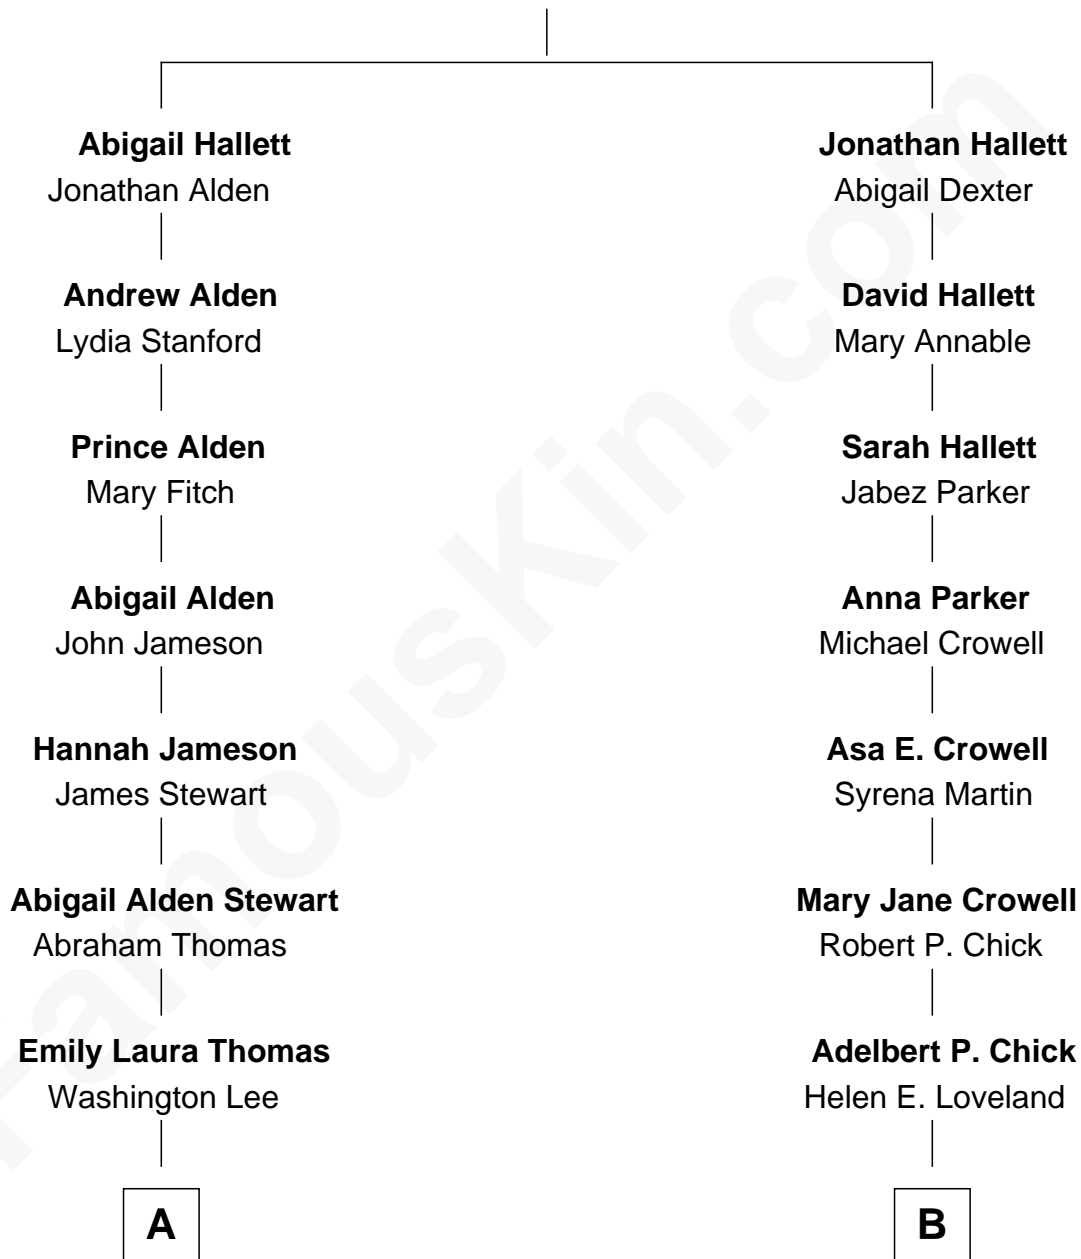 Abigail Hallett
Jonathan Alden
Andrew Alden
Lydia Stanford
Prince Alden
Mary Fitch
Abigail Alden
John Jameson
Hannah Jameson
James Stewart
Abigail Alden Stewart
Abraham Thomas
Emily Laura Thomas
Washington Lee
A
Jonathan Hallett
Abigail Dexter
David Hallett
Mary Annable
Sarah Hallett
Jabez Parker
Anna Parker
Michael Crowell
Asa E. Crowell
Syrena Martin
Mary Jane Crowell
Robert P. Chick
Adelbert P. Chick
Helen E. Loveland
B
FamousKin.com